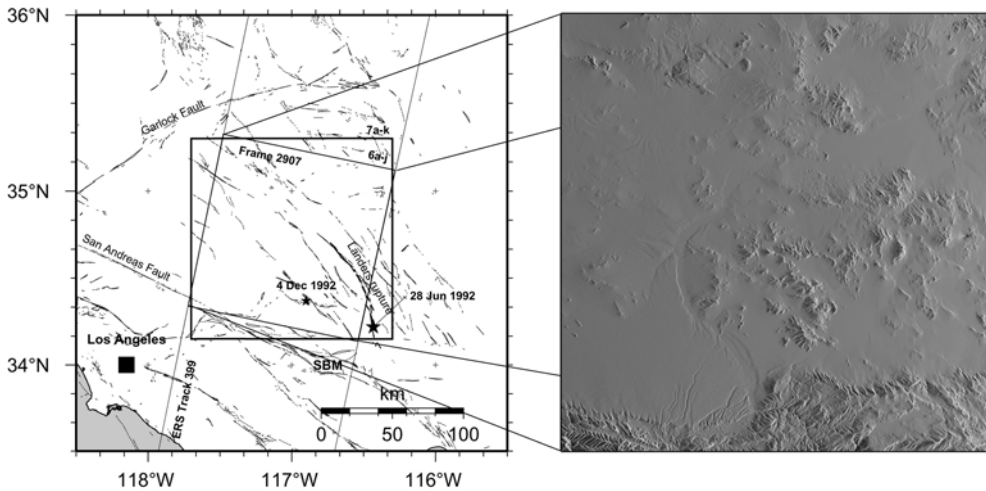 36°N
Garlock Fault
7a-k
6a-j
Frame 2907
35°N
San Andreas Fault
Landers rupture
4 Dec 1992
28 Jun 1992
Los Angeles
34°N
SBM
ERS Track 399
km
0 50 100
118°W 117°W 116°W